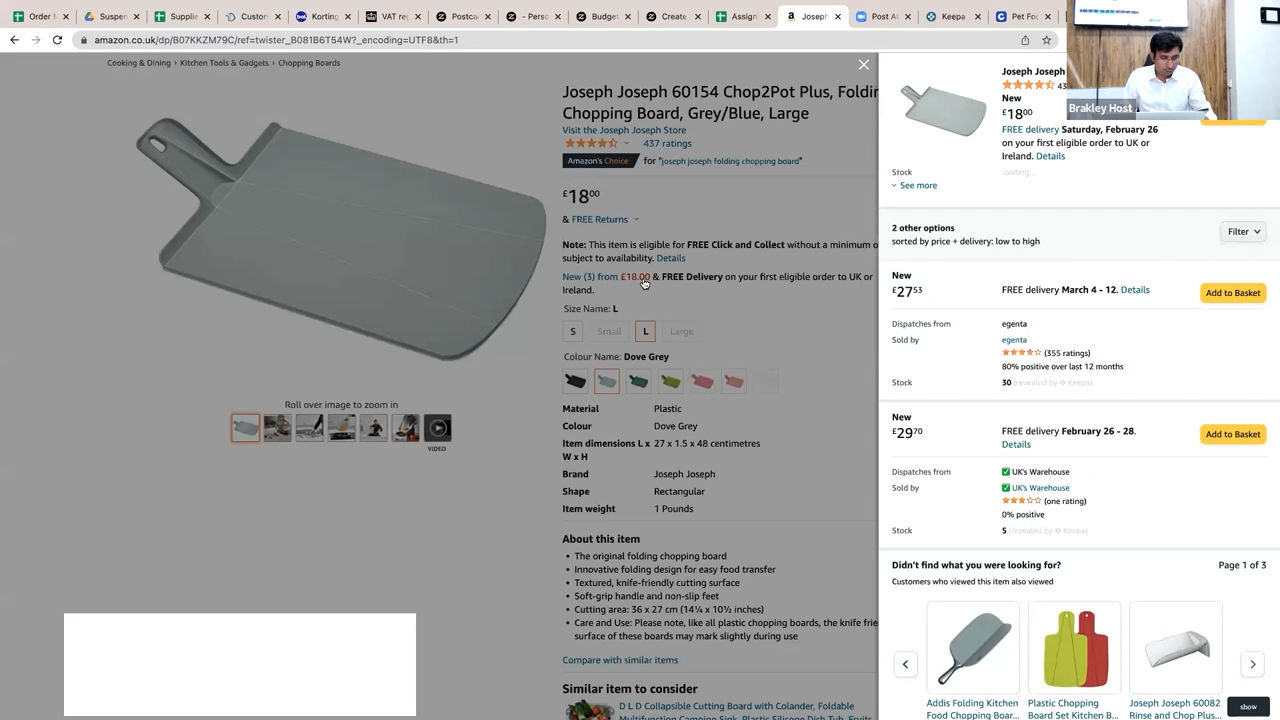 Order M
Suspen
Supplie
Custom
Korting
VAT re
Postca
- Perso
Budget
Create
Assign
Joseph
Post Al
Keepa
Pet Fo
amazon.co.uk/dp/B07KKZM79C/ref=twister_B081B6T54W?_encoding=UTF8&th=1
Cooking & Dining › Kitchen Tools & Gadgets › Chopping Boards
Joseph Joseph 60154 Chop2Pot Plus, Foldin
Chopping Board, Grey/Blue, Large
Visit the Joseph Joseph Store
437 ratings
Amazon's Choice for "joseph joseph folding chopping board"
£1800
& FREE Returns
Note: This item is eligible for FREE Click and Collect without a minimum o
subject to availability. Details
New (3) from £18.00 & FREE Delivery on your first eligible order to UK or
Ireland.
Size Name: L
S Small L Large
Colour Name: Dove Grey
Material Plastic
Colour Dove Grey
Item dimensions L x 27 x 1.5 x 48 centimetres
W x H
Brand Joseph Joseph
Shape Rectangular
Item weight 1 Pounds
About this item
• The original folding chopping board
• Innovative folding design for easy food transfer
• Textured, knife-friendly cutting surface
• Soft-grip handle and non-slip feet
• Cutting area: 36 x 27 cm (14¼ x 10½ inches)
• Care and Use: Please note, like all plastic chopping boards, the knife frie
surface of these boards may mark slightly during use
Compare with similar items
Similar item to consider
D L D Collapsible Cutting Board with Colander, Foldable
Multifunction Camping Sink, Plastic Silicone Dish Tub, Fruits
Roll over image to zoom in
VIDEO
Joseph Joseph
43
New
£1800
FREE delivery Saturday, February 26
on your first eligible order to UK or
Ireland. Details
Stock loading...
See more
Brakley Host
2 other options
sorted by price + delivery: low to high
Filter
New
£2753
FREE delivery March 4 - 12. Details
Add to Basket
Dispatches from egenta
Sold by egenta
(355 ratings)
80% positive over last 12 months
Stock 30 (revealed by Keepa)
New
£2970
FREE delivery February 26 - 28.
Details
Add to Basket
Dispatches from UK's Warehouse
Sold by UK's Warehouse
(one rating)
0% positive
Stock 5 (revealed by Keepa)
Didn't find what you were looking for? Page 1 of 3
Customers who viewed this item also viewed
Addis Folding Kitchen
Food Chopping Boar...
Plastic Chopping
Board Set Kitchen B...
Joseph Joseph 60082
Rinse and Chop Plus...
show